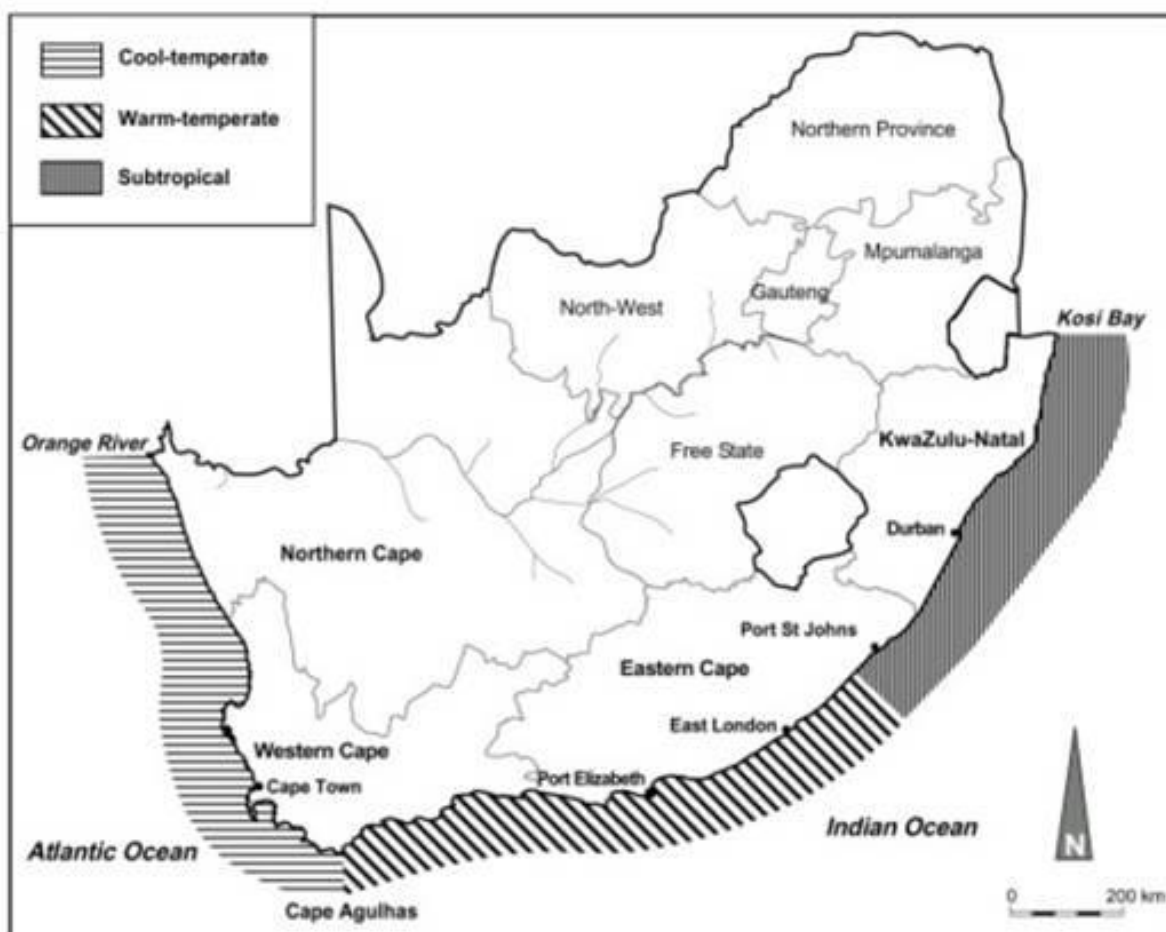 Cool-temperate
Warm-temperate
Subtropical
Northern Province
Mpumalanga
Gauteng
North-West
Kosi Bay
Orange River
Free State
KwaZulu-Natal
Durban
Northern Cape
Port St Johns
Eastern Cape
East London
Western Cape
Port Elizabeth
Cape Town
Indian Ocean
Atlantic Ocean
N
Cape Agulhas
0 200 km